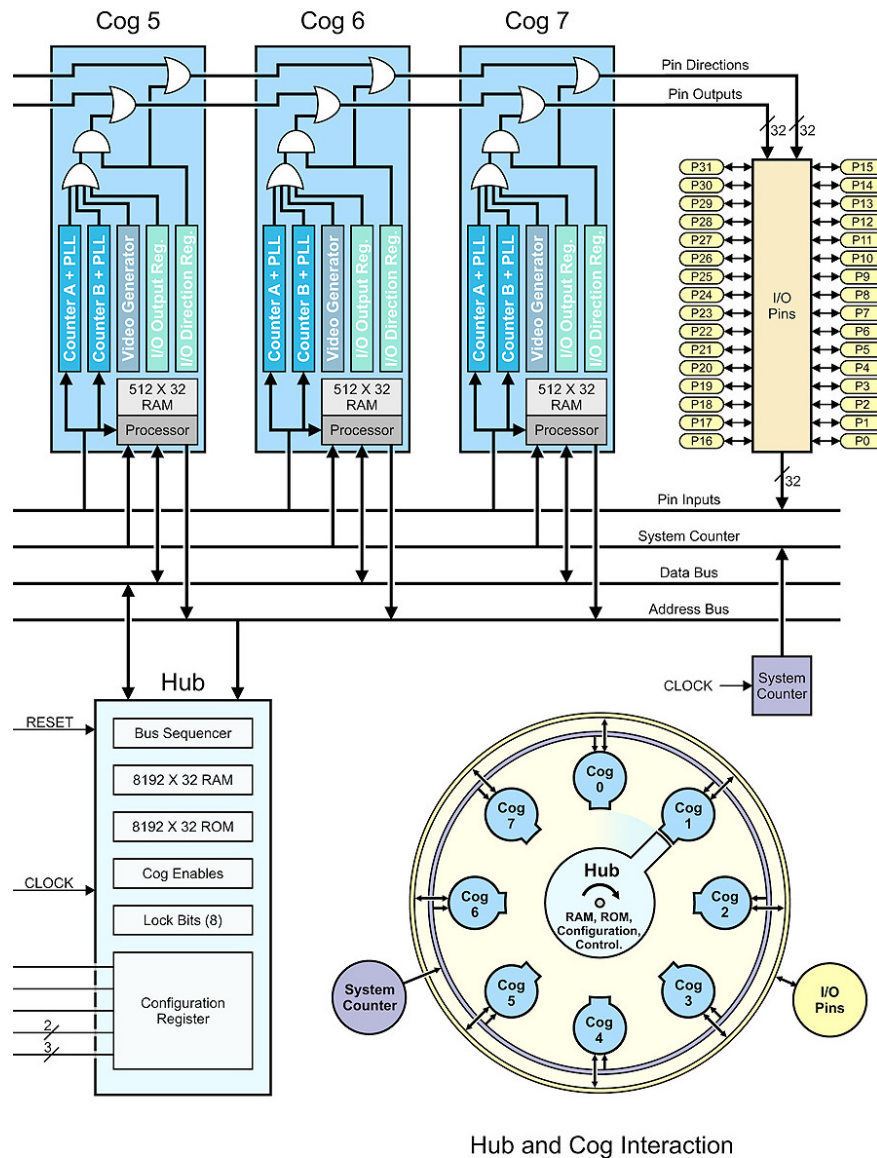 Cog 5
Cog 6
Cog 7
Pin Directions
Pin Outputs
32
32
Counter A + PLL
Counter B + PLL
Video Generator
I/O Output Reg.
I/O Direction Reg.
512 X 32
RAM
Processor
Counter A + PLL
Counter B + PLL
Video Generator
I/O Output Reg.
I/O Direction Reg.
512 X 32
RAM
Processor
Counter A + PLL
Counter B + PLL
Video Generator
I/O Output Reg.
I/O Direction Reg.
512 X 32
RAM
Processor
P31
P30
P29
P28
P27
P26
P25
P24
P23
P22
P21
P20
P19
P18
P17
P16
I/O
Pins
P15
P14
P13
P12
P11
P10
P9
P8
P7
P6
P5
P4
P3
P2
P1
P0
32
Pin Inputs
System Counter
Data Bus
Address Bus
CLOCK
System
Counter
Hub
RESET
Bus Sequencer
8192 X 32 RAM
8192 X 32 ROM
CLOCK
Cog Enables
Lock Bits (8)
Configuration
Register
2
3
Cog
0
Cog
1
Cog
2
Cog
3
Cog
4
Cog
5
Cog
6
Cog
7
Hub
RAM, ROM,
Configuration,
Control.
System
Counter
I/O
Pins
Hub and Cog Interaction